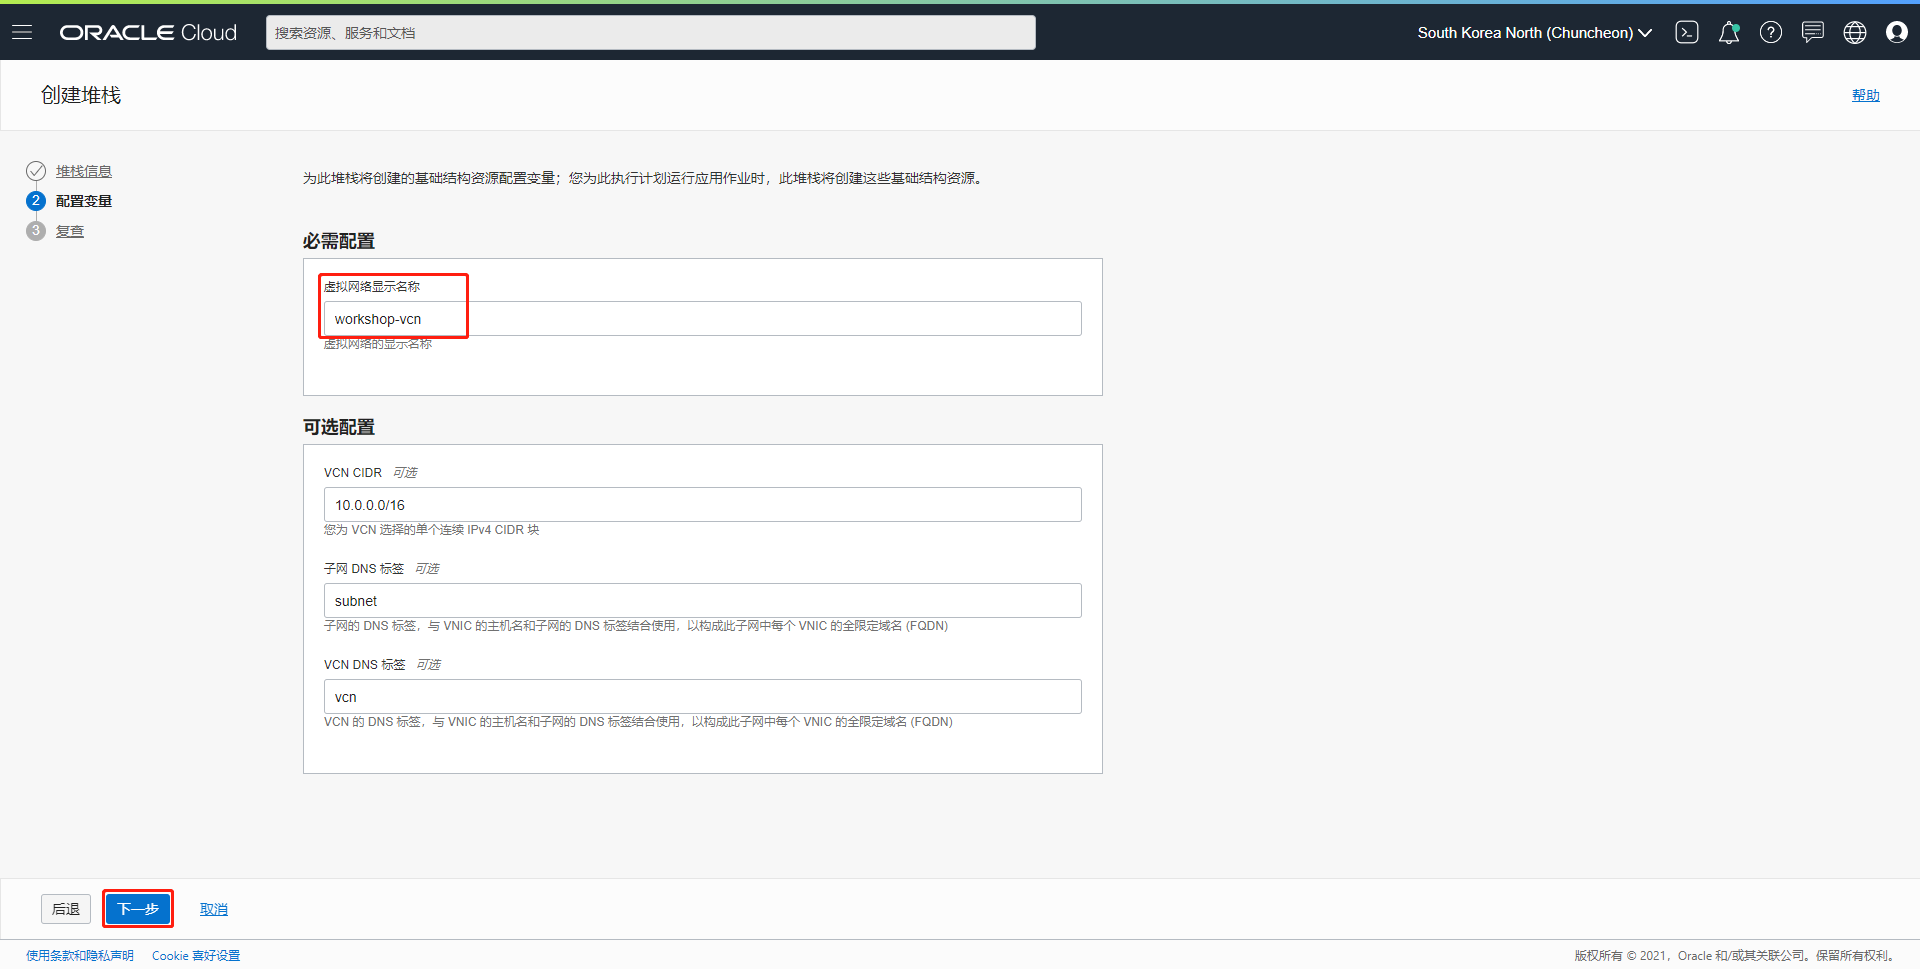 ORACLE Cloud
搜索资源、服务和文档
South Korea North (Chuncheon)
创建堆栈
帮助
堆栈信息
2 配置变量
3 复查
为此堆栈将创建的基础结构资源配置变量；您为此执行计划运行应用作业时，此堆栈将创建这些基础结构资源。
必需配置
虚拟网络显示名称
workshop-vcn
虚拟网络的显示名称
可选配置
VCN CIDR 可选
10.0.0.0/16
您为 VCN 选择的单个连续 IPv4 CIDR 块
子网 DNS 标签 可选
subnet
子网的 DNS 标签，与 VNIC 的主机名和子网的 DNS 标签结合使用，以构成此子网中每个 VNIC 的全限定域名 (FQDN)
VCN DNS 标签 可选
vcn
VCN 的 DNS 标签，与 VNIC 的主机名和子网的 DNS 标签结合使用，以构成此子网中每个 VNIC 的全限定域名 (FQDN)
后退 下一步 取消
使用条款和隐私声明 Cookie 喜好设置
版权所有 © 2021，Oracle 和/或其关联公司。保留所有权利。